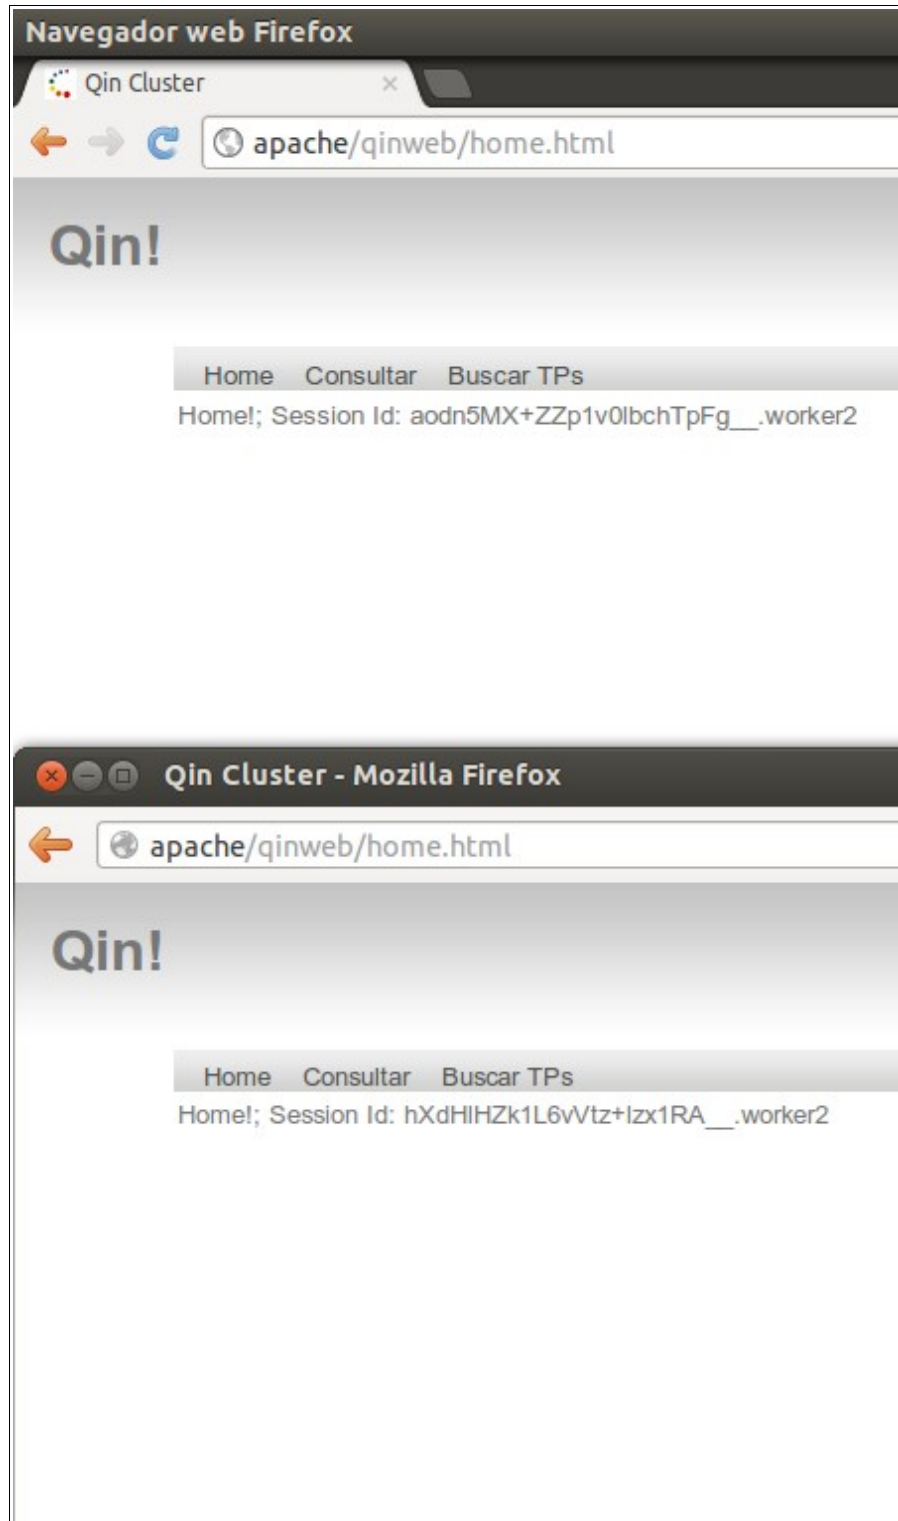 Navegador web Firefox
Qin Cluster
apache/qinweb/home.html
Qin!
Home Consultar Buscar TPs
Home!; Session Id: aodn5MX+ZZp1v0lbchTpFg__.worker2
Qin Cluster - Mozilla Firefox
apache/qinweb/home.html
Qin!
Home Consultar Buscar TPs
Home!; Session Id: hXdHlHZk1L6vVtz+Izx1RA__.worker2